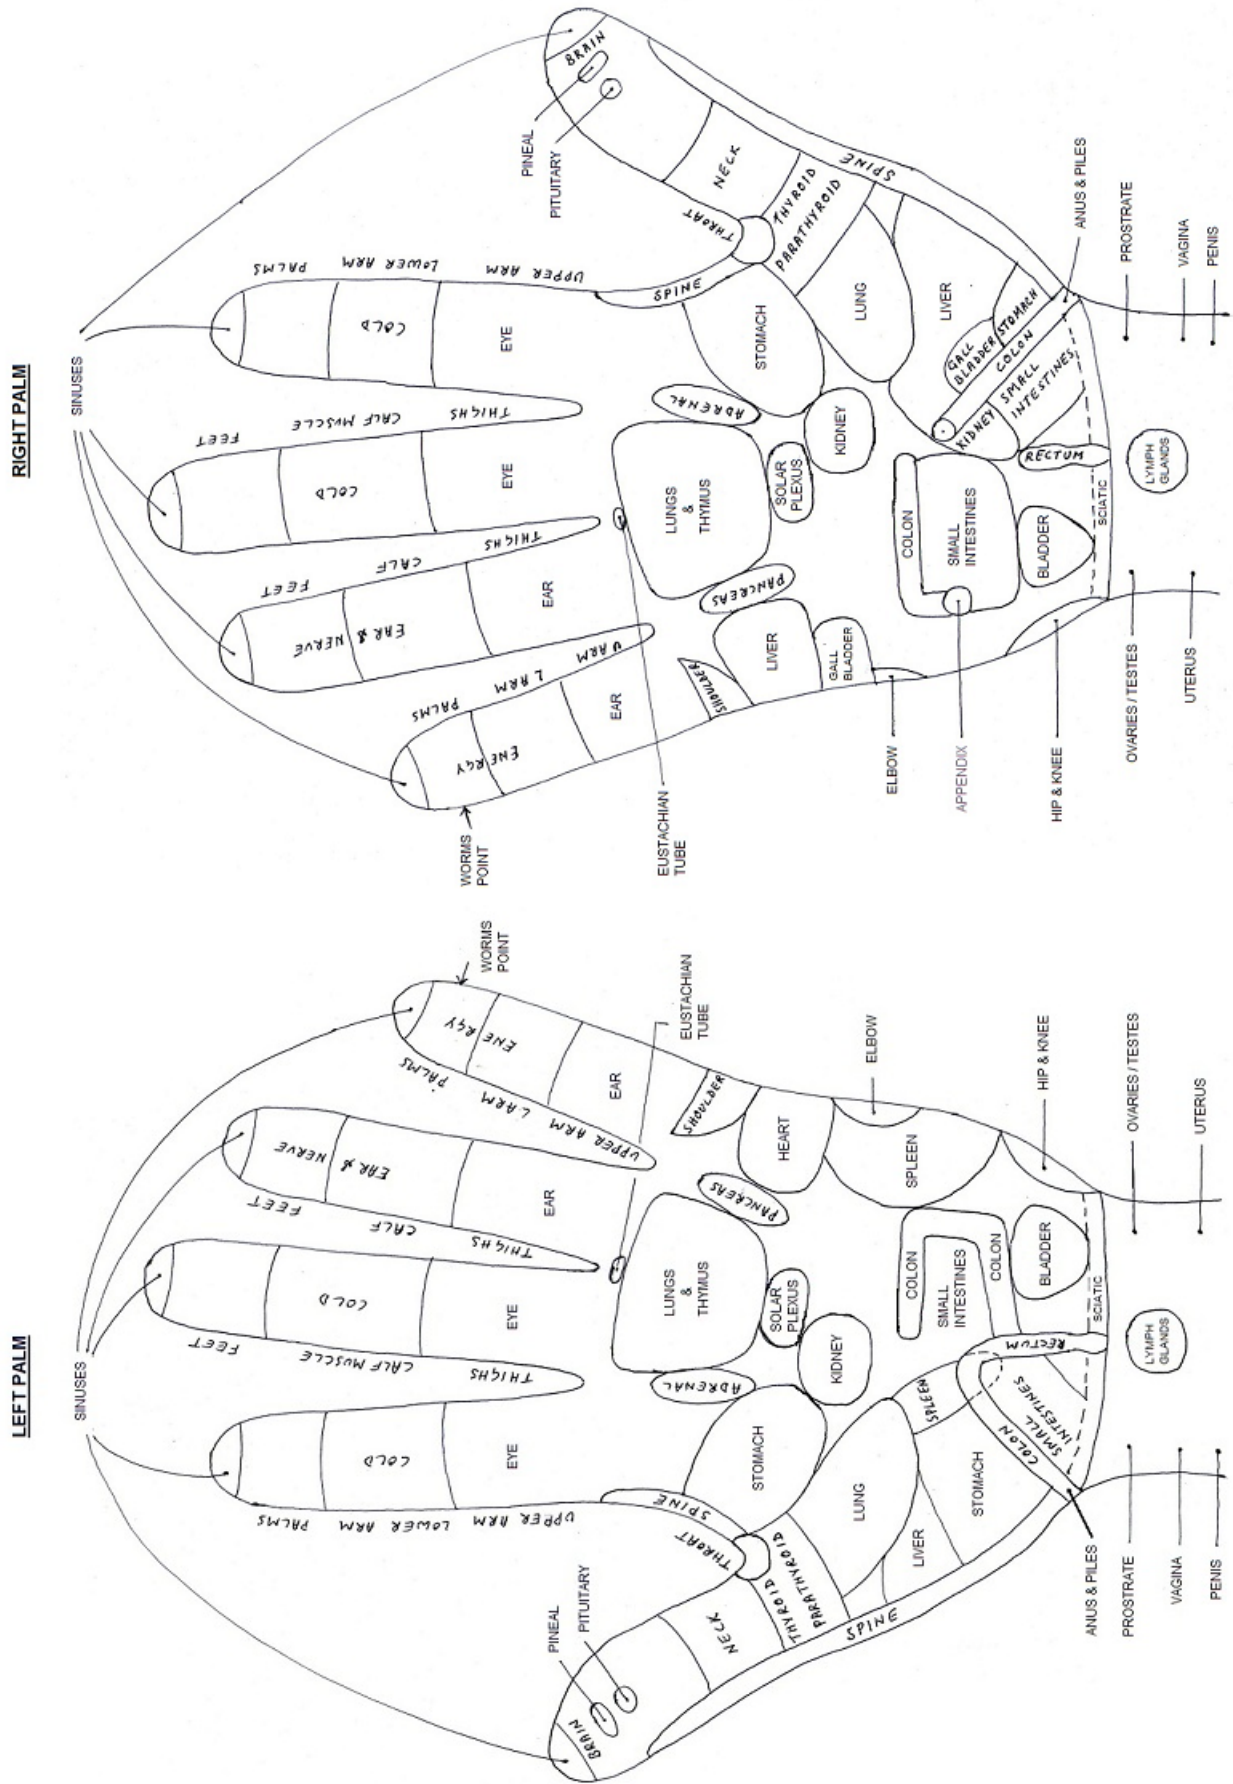 LEFT PALM
SINUSES
PALMS
LOWER ARM
UPPER ARM
COLD
EYE
FEET
CALF MUSCLE
THIGHS
COLD
EYE
FEET
CALF
THIGHS
EAR & NERVE
EAR
PALMS
L ARM
UPPER ARM
ENERGY
EAR
WORMS
POINT
EUSTACHIAN
TUBE
BRAIN
PINEAL
PITUITARY
NECK
THROAT
SPINE
THYROID
PARATHYROID
SPINE
STOMACH
ADRENAL
LUNGS
&
THYMUS
PANCREAS
SHOULDER
HEART
SOLAR
PLEXUS
KIDNEY
LUNG
LIVER
STOMACH
SPLEEN
ELBOW
SPLEEN
COLON
SMALL
INTESTINES
COLON
COLON
SMALL
INTESTINES
RECTUM
BLADDER
HIP & KNEE
SCIATIC
ANUS & PILES
PROSTRATE
VAGINA
PENIS
LYMPH
GLANDS
OVARIES / TESTES
UTERUS
RIGHT PALM
SINUSES
PALMS
L ARM
U ARM
ENERGY
EAR
WORMS
POINT
EUSTACHIAN
TUBE
FEET
CALF
THIGHS
EAR & NERVE
EAR
FEET
CALF MUSCLE
THIGHS
COLD
EYE
PALMS
LOWER ARM
UPPER ARM
COLD
EYE
BRAIN
PINEAL
PITUITARY
NECK
THROAT
SPINE
THYROID
PARATHYROID
SPINE
SHOULDER
LIVER
GALL
BLADDER
PANCREAS
LUNGS
&
THYMUS
ADRENAL
STOMACH
SOLAR
PLEXUS
KIDNEY
LUNG
LIVER
GALL
BLADDER
STOMACH
COLON
SMALL
INTESTINES
KIDNEY
RECTUM
ELBOW
APPENDIX
COLON
SMALL
INTESTINES
BLADDER
HIP & KNEE
SCIATIC
ANUS & PILES
PROSTRATE
VAGINA
PENIS
LYMPH
GLANDS
OVARIES / TESTES
UTERUS